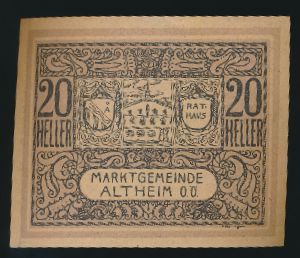 20 HELLER
RAT-
HAUS
20 HELLER
MARKTGEMEINDE
ALTHEIM O.Ö.